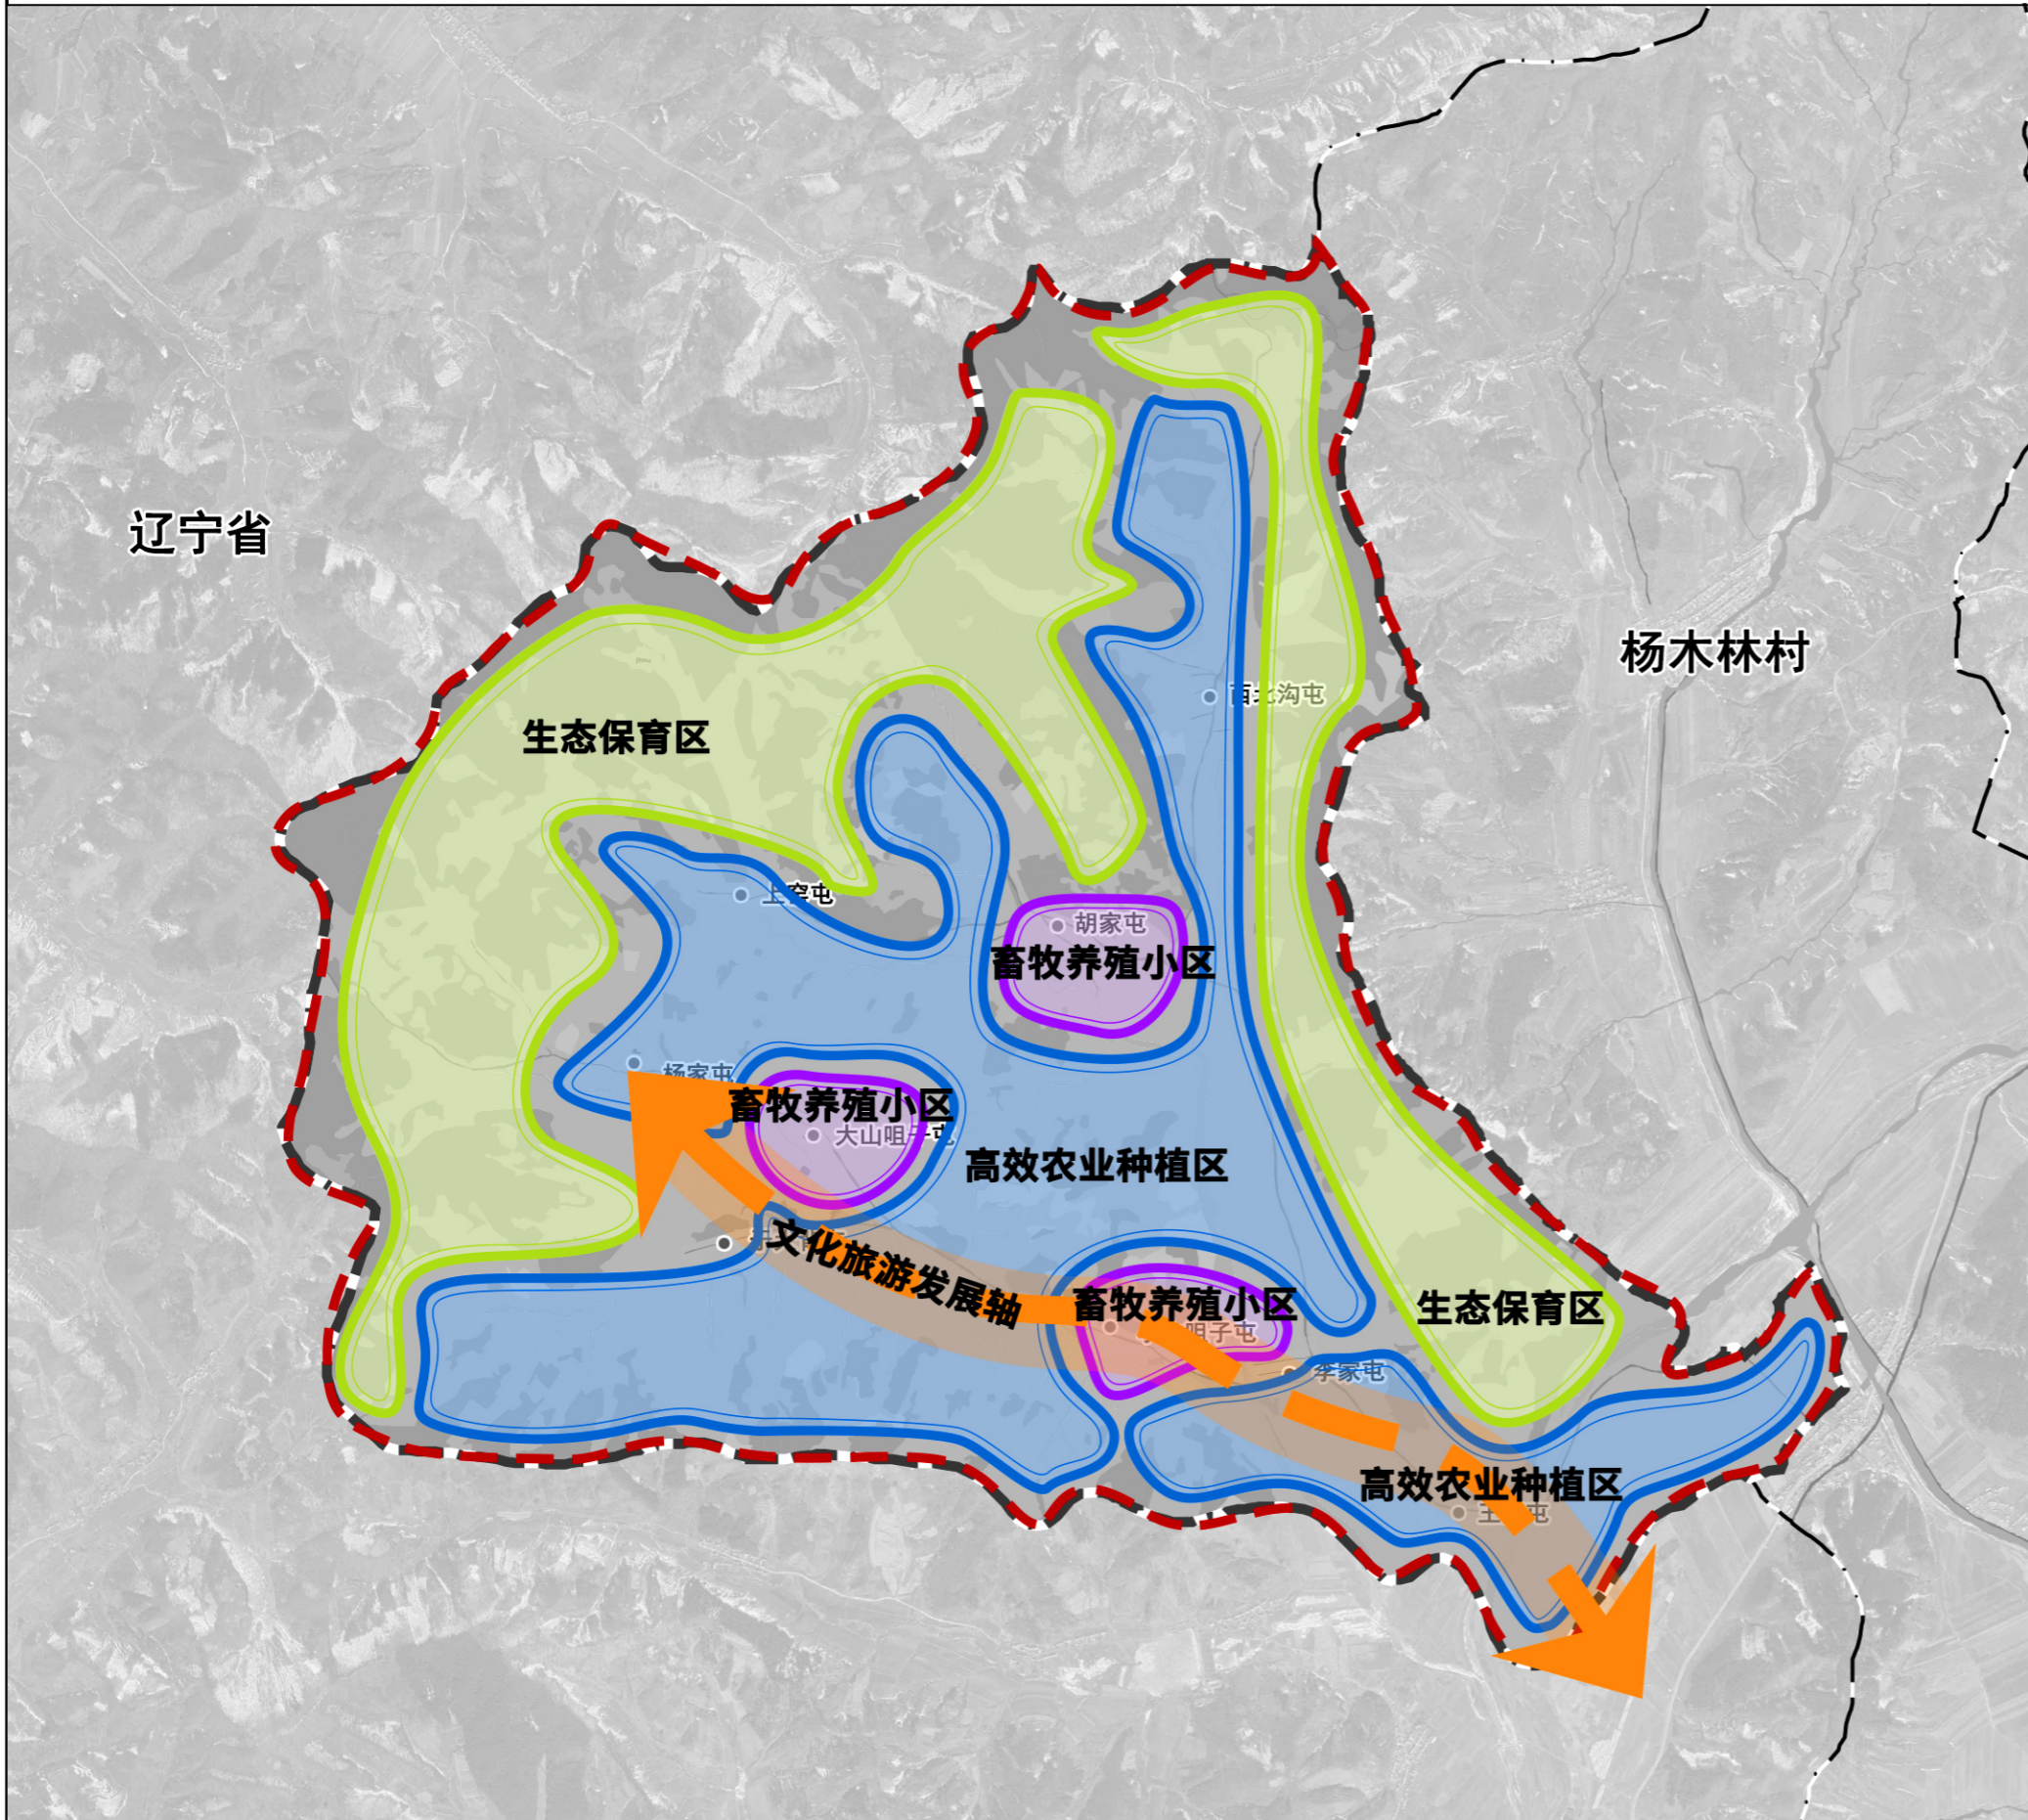 辽宁省
杨木林村
西北沟屯
生态保育区
上窑屯
胡家屯
畜牧养殖小区
杨家屯
畜牧养殖小区
大山咀子屯
高效农业种植区
文化旅游发展轴
畜牧养殖小区
咀子屯
生态保育区
李家屯
高效农业种植区